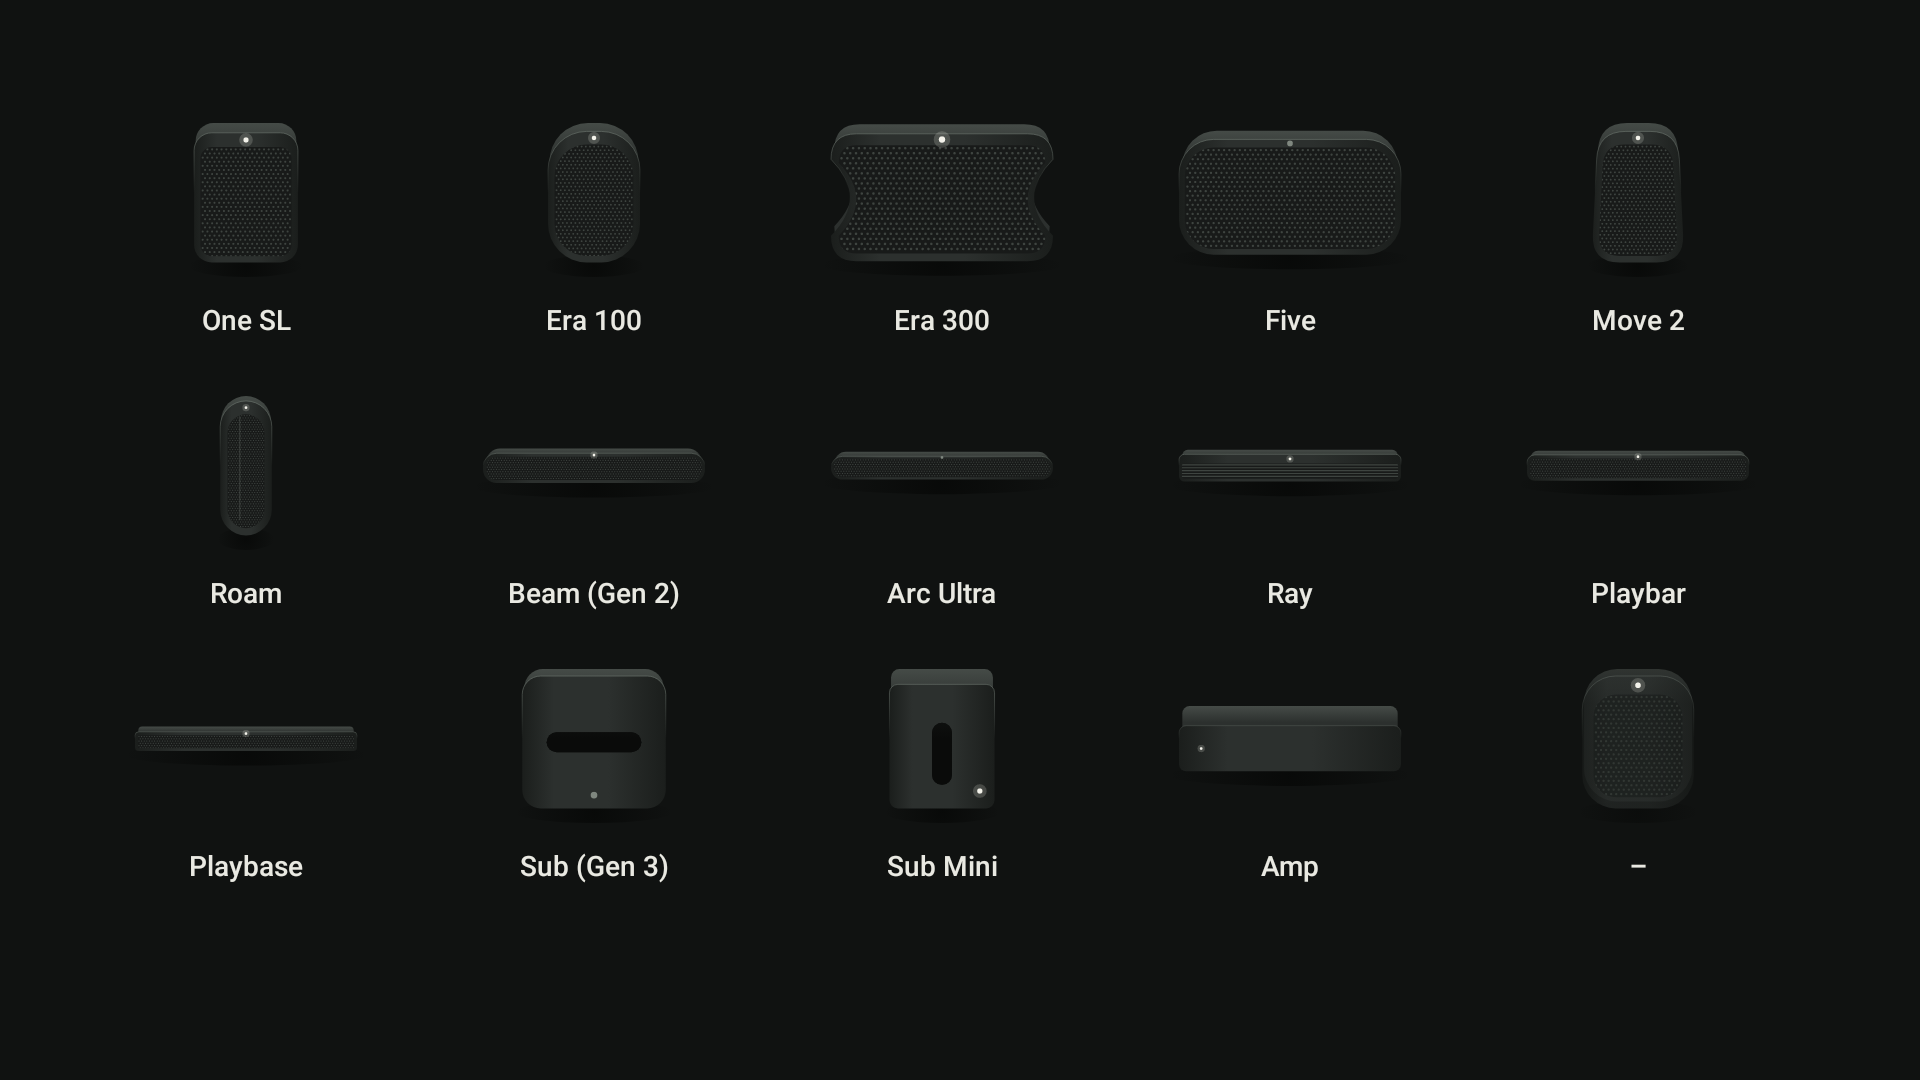 One SL
Era 100
Era 300
Five
Move 2
Roam
Beam (Gen 2)
Arc Ultra
Ray
Playbar
Playbase
Sub (Gen 3)
Sub Mini
Amp
–